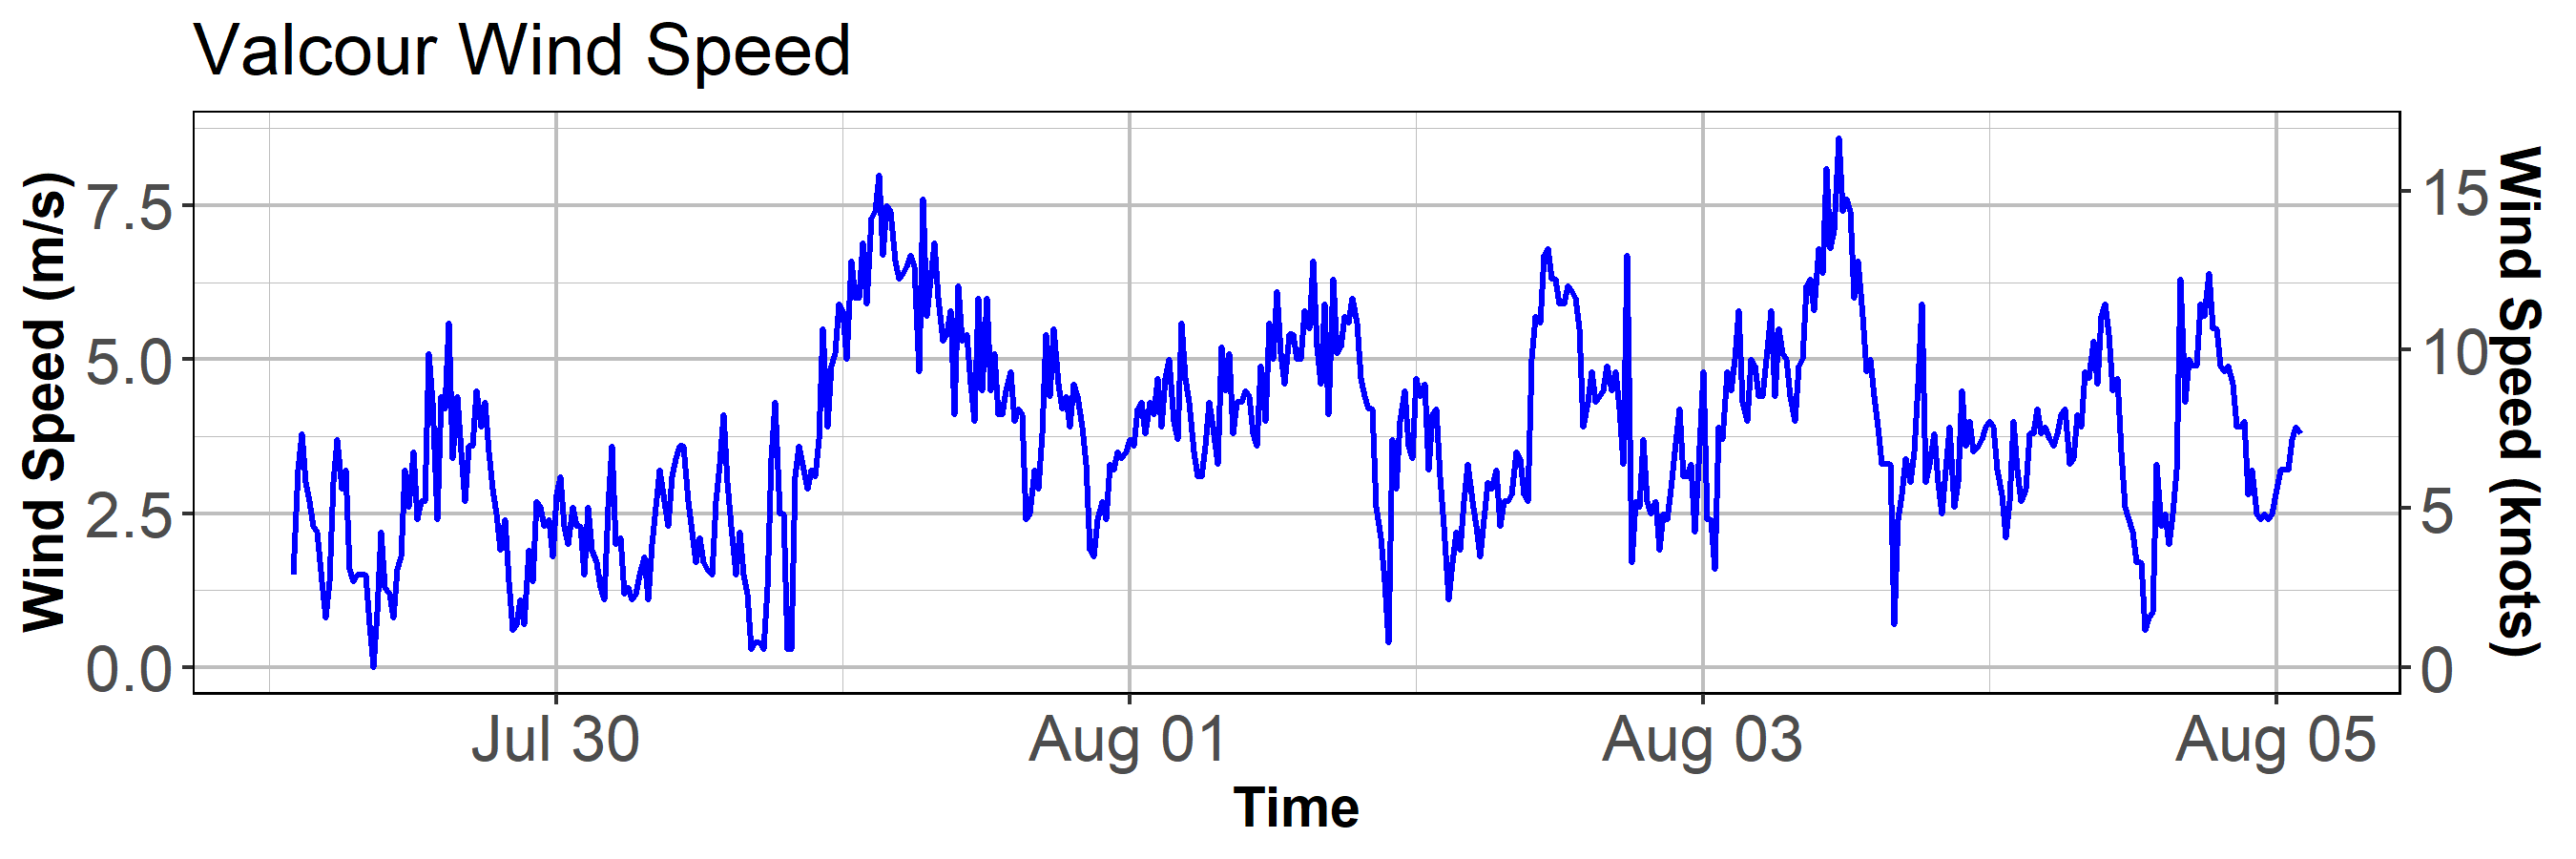 Valcour Wind Speed
Wind Speed (m/s)
7.5
5.0
2.5
0.0
15
10
5
0
Wind Speed (knots)
Jul 30 Aug 01 Aug 03 Aug 05
Time